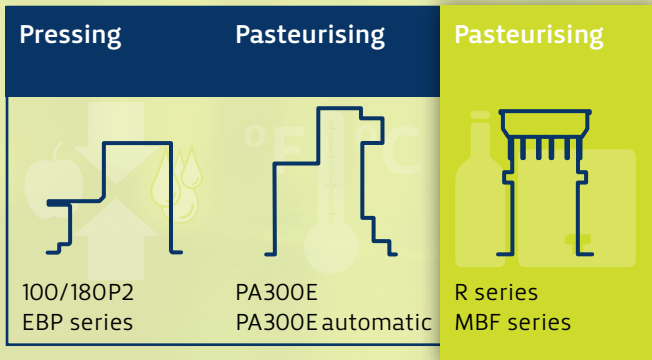 Pressing
100/180P2
EBP series
Pasteurising
°F °C
PA300E
PA300E automatic
Pasteurising
R series
MBF series